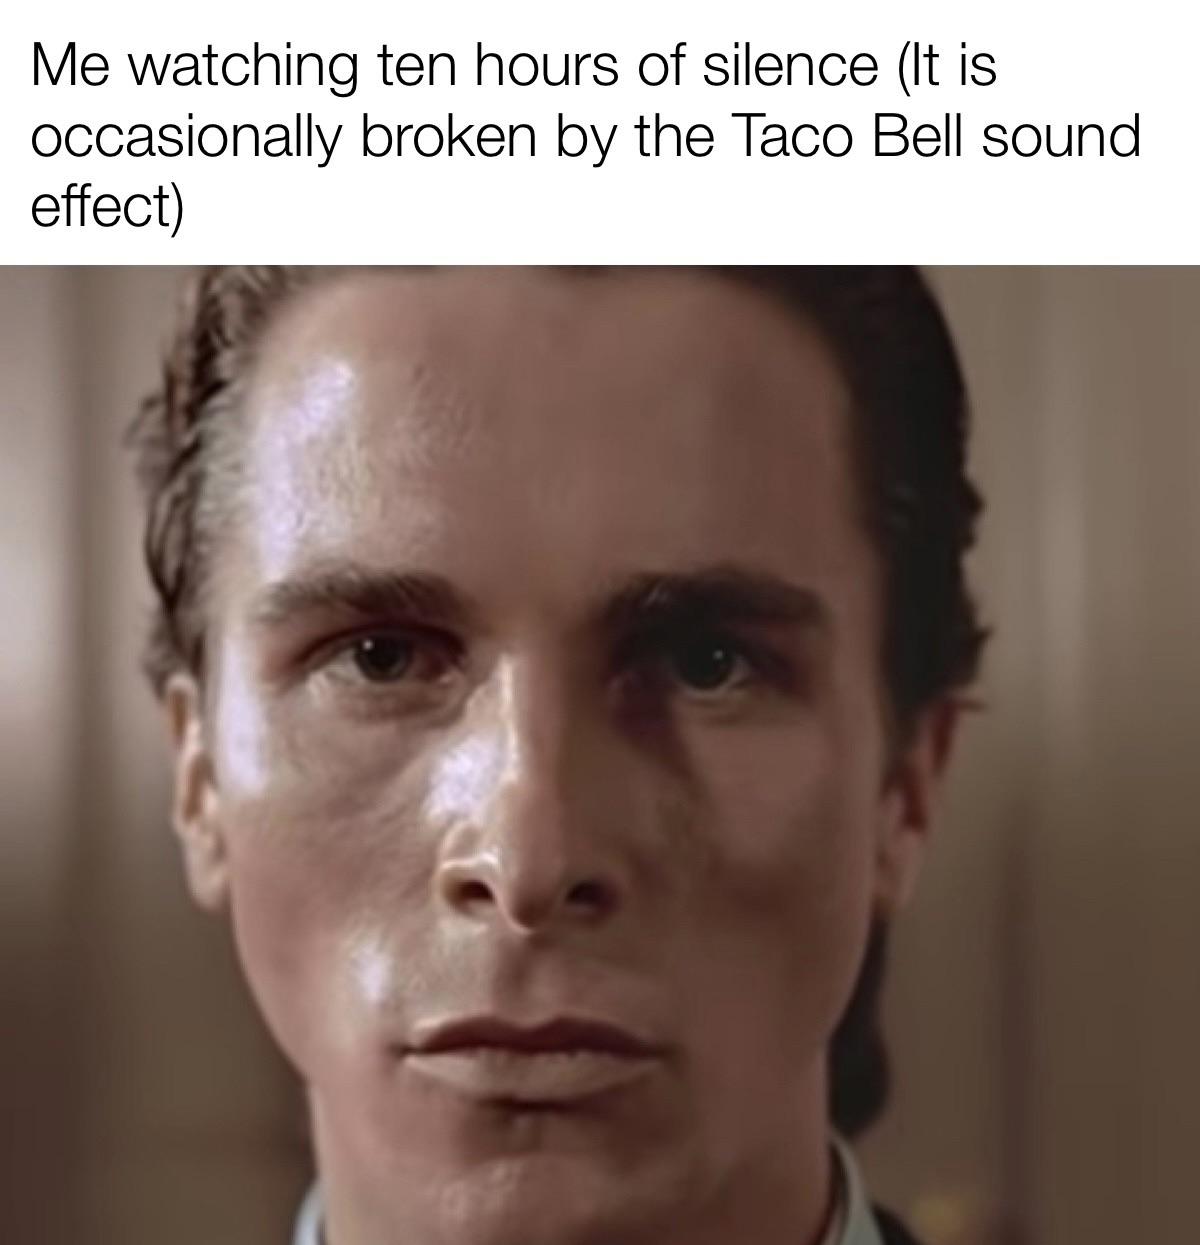 Me watching ten hours of silence (It is
occasionally broken by the Taco Bell sound
effect)